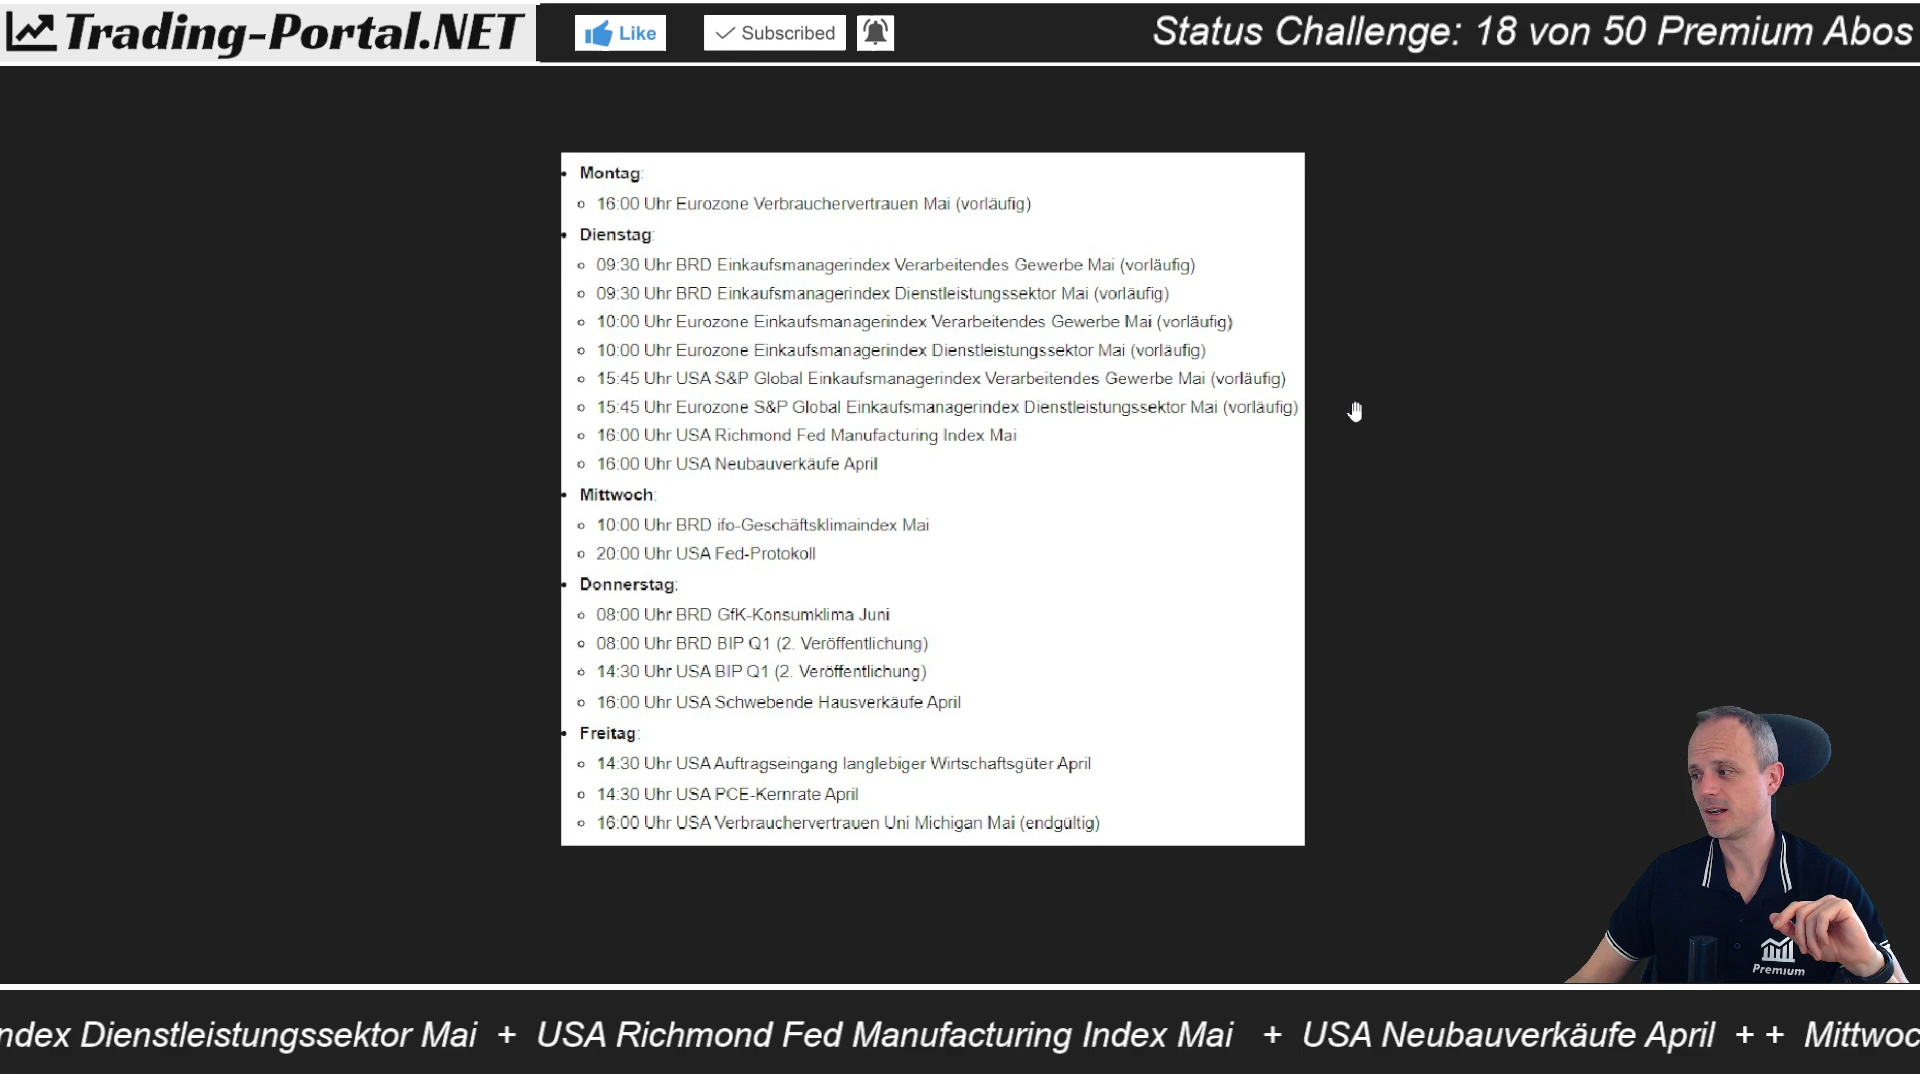 Trading-Portal.NET
Like
Subscribed
Status Challenge: 18 von 50 Premium Abos
Montag:
16:00 Uhr Eurozone Verbrauchervertrauen Mai (vorläufig)
Dienstag:
09:30 Uhr BRD Einkaufsmanagerindex Verarbeitendes Gewerbe Mai (vorläufig)
09:30 Uhr BRD Einkaufsmanagerindex Dienstleistungssektor Mai (vorläufig)
10:00 Uhr Eurozone Einkaufsmanagerindex Verarbeitendes Gewerbe Mai (vorläufig)
10:00 Uhr Eurozone Einkaufsmanagerindex Dienstleistungssektor Mai (vorläufig)
15:45 Uhr USA S&P Global Einkaufsmanagerindex Verarbeitendes Gewerbe Mai (vorläufig)
15:45 Uhr Eurozone S&P Global Einkaufsmanagerindex Dienstleistungssektor Mai (vorläufig)
16:00 Uhr USA Richmond Fed Manufacturing Index Mai
16:00 Uhr USA Neubauverkäufe April
Mittwoch:
10:00 Uhr BRD ifo-Geschäftsklimaindex Mai
20:00 Uhr USA Fed-Protokoll
Donnerstag:
08:00 Uhr BRD GfK-Konsumklima Juni
08:00 Uhr BRD BIP Q1 (2. Veröffentlichung)
14:30 Uhr USA BIP Q1 (2. Veröffentlichung)
16:00 Uhr USA Schwebende Hausverkäufe April
Freitag:
14:30 Uhr USA Auftragseingang langlebiger Wirtschaftsgüter April
14:30 Uhr USA PCE-Kernrate April
16:00 Uhr USA Verbrauchervertrauen Uni Michigan Mai (endgültig)
Premium
ndex Dienstleistungssektor Mai + USA Richmond Fed Manufacturing Index Mai + USA Neubauverkäufe April + + Mittwoc